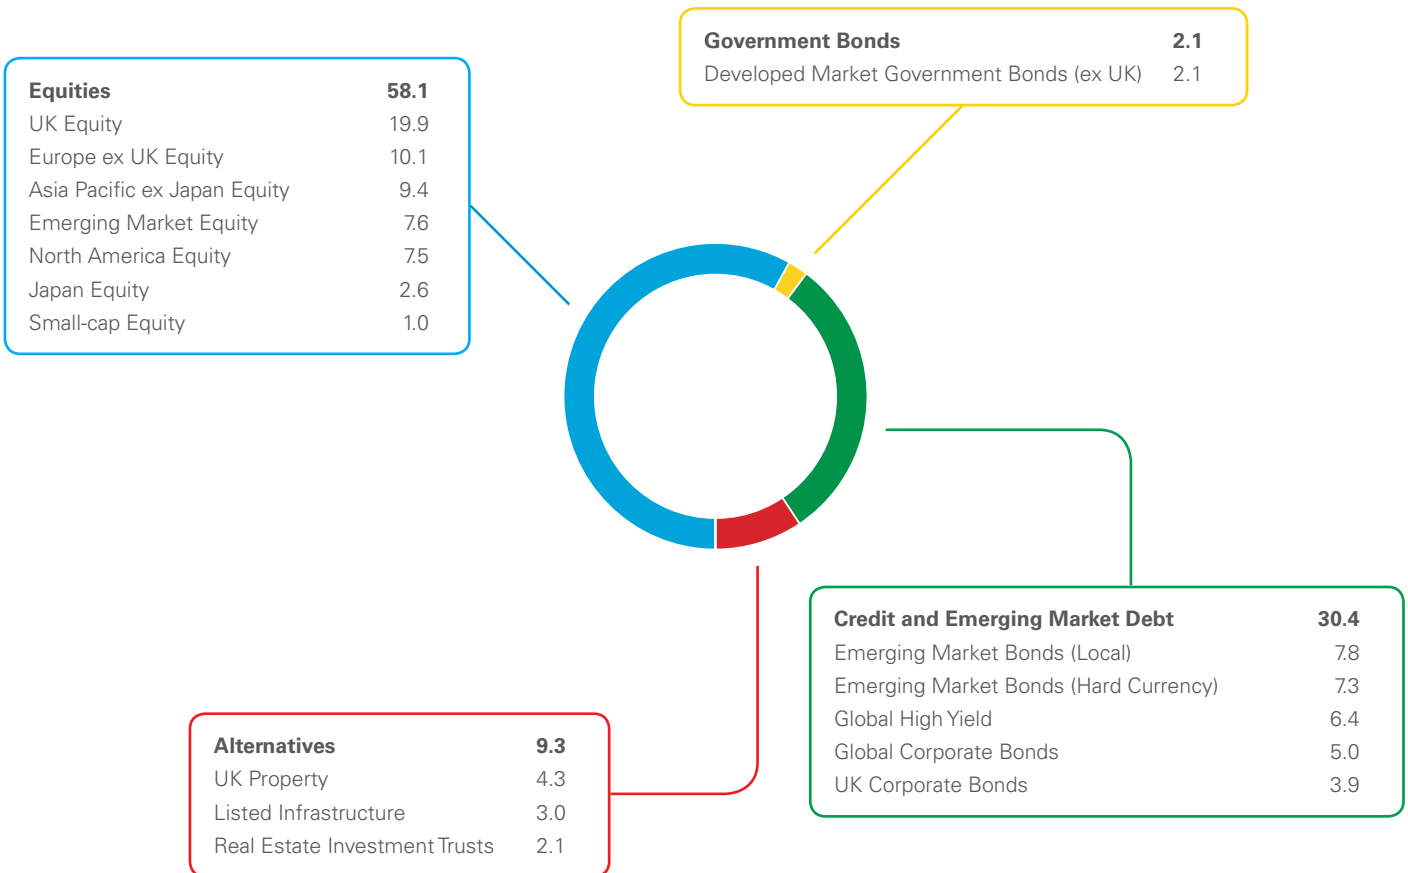 Government Bonds 2.1
Developed Market Government Bonds (ex UK) 2.1
Equities 58.1
UK Equity 19.9
Europe ex UK Equity 10.1
Asia Pacific ex Japan Equity 9.4
Emerging Market Equity 7.6
North America Equity 7.5
Japan Equity 2.6
Small-cap Equity 1.0
Credit and Emerging Market Debt 30.4
Emerging Market Bonds (Local) 7.8
Emerging Market Bonds (Hard Currency) 7.3
Global High Yield 6.4
Global Corporate Bonds 5.0
UK Corporate Bonds 3.9
Alternatives 9.3
UK Property 4.3
Listed Infrastructure 3.0
Real Estate Investment Trusts 2.1